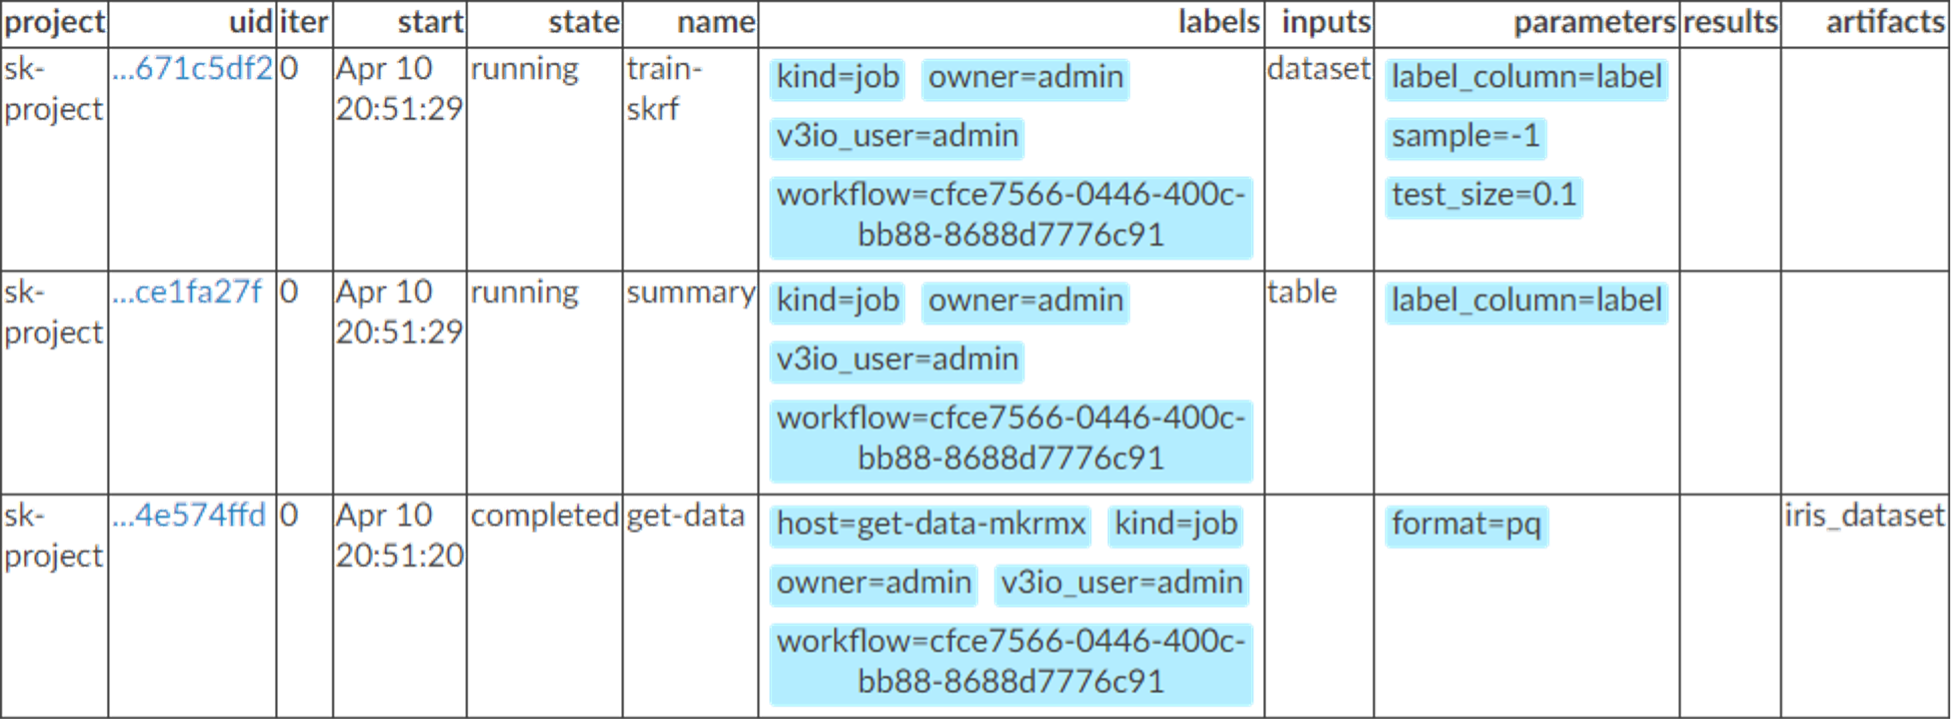 project uid iter start state name labels inputs parameters results artifacts
sk- ...671c5df2 0 Apr 10 running train- kind=job owner=admin dataset label_column=label
project 20:51:29 skrf v3io_user=admin sample=-1
workflow=cfce7566-0446-400c- test_size=0.1
bb88-8688d7776c91
sk- ...ce1fa27f 0 Apr 10 running summary kind=job owner=admin table label_column=label
project 20:51:29 v3io_user=admin
workflow=cfce7566-0446-400c-
bb88-8688d7776c91
sk- ...4e574ffd 0 Apr 10 completed get-data host=get-data-mkrmx kind=job format=pq iris_dataset
project 20:51:20 owner=admin v3io_user=admin
workflow=cfce7566-0446-400c-
bb88-8688d7776c91